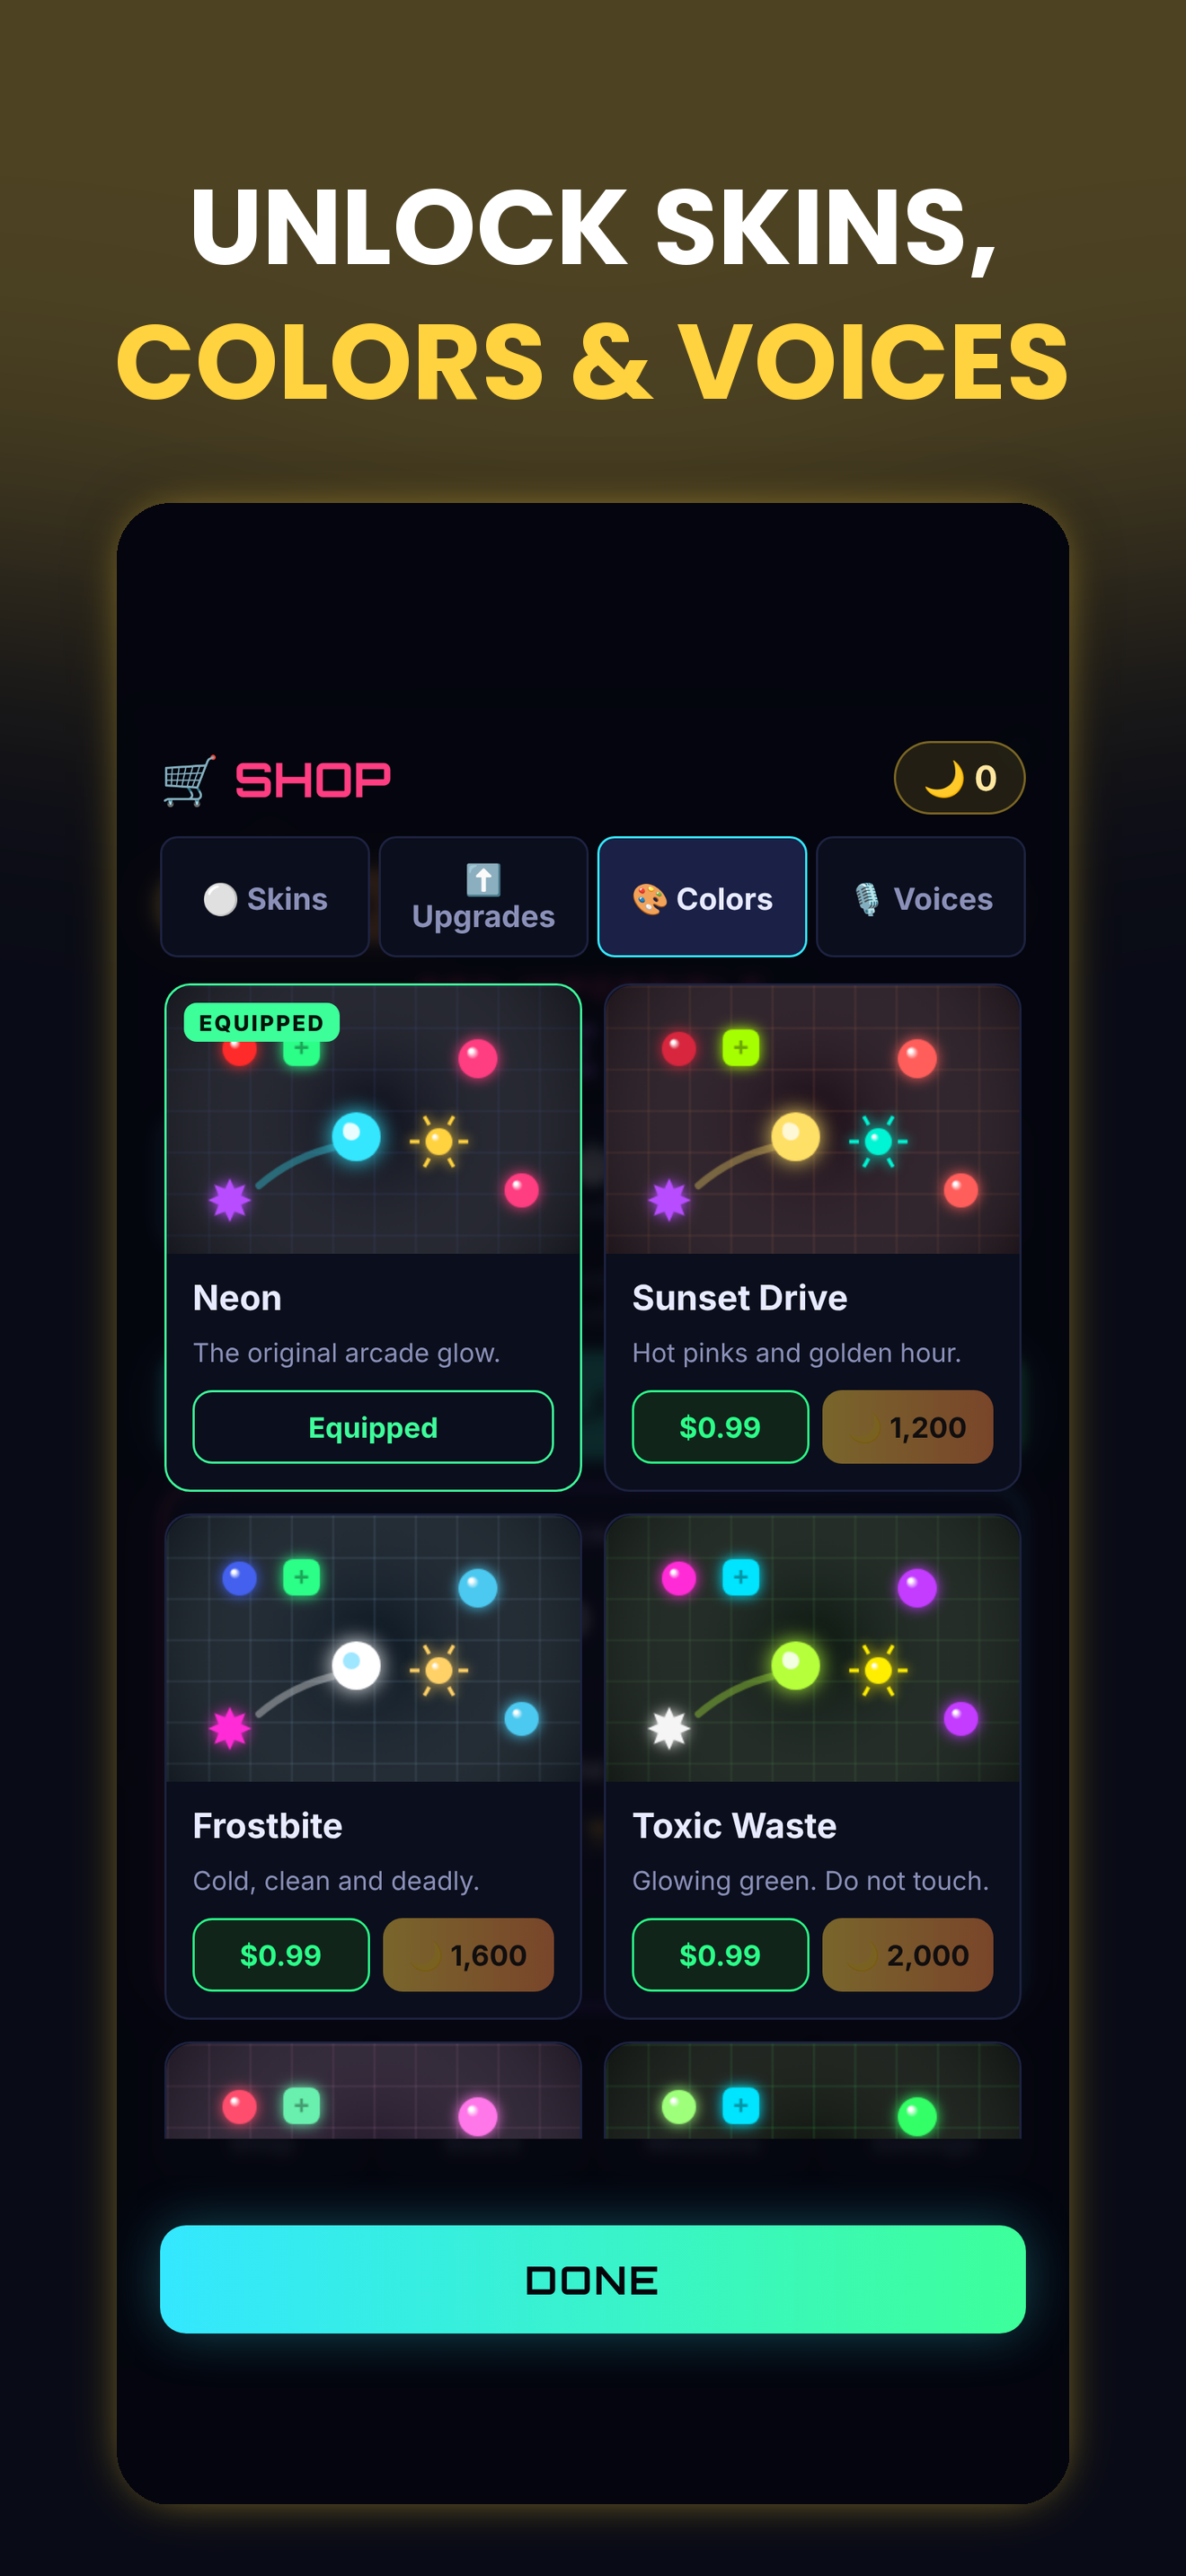 UNLOCK SKINS,
COLORS & VOICES
🛒 SHOP
🌙 0
⚪ Skins
⬆️
Upgrades
🎨 Colors
🎙️ Voices
EQUIPPED
Neon
The original arcade glow.
Equipped
Sunset Drive
Hot pinks and golden hour.
$0.99
🌙 1,200
Frostbite
Cold, clean and deadly.
$0.99
🌙 1,600
Toxic Waste
Glowing green. Do not touch.
$0.99
🌙 2,000
DONE